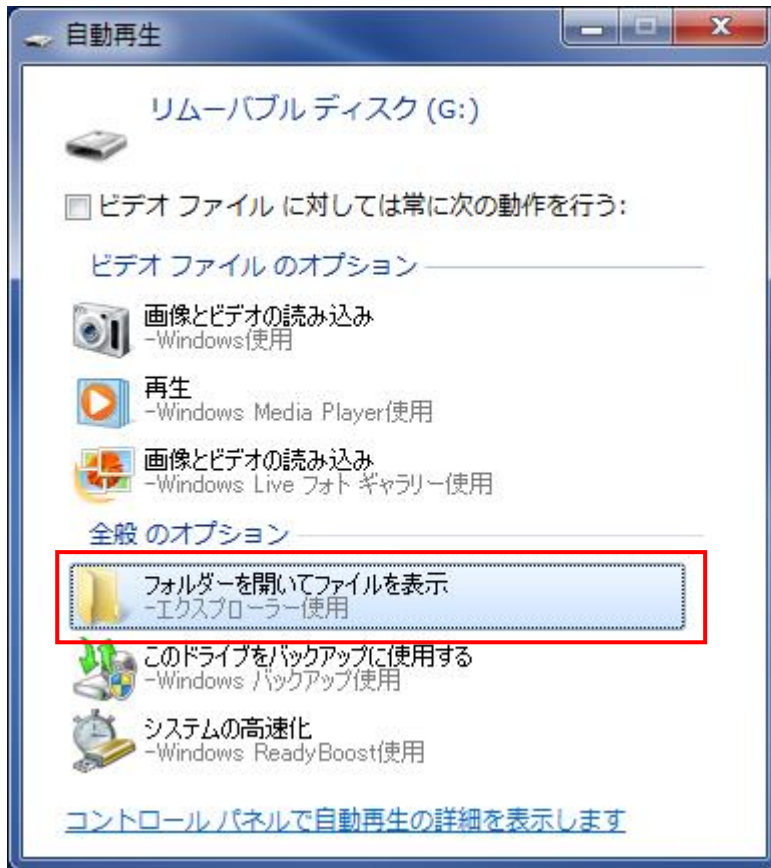 自動再生
リムーバブル ディスク (G:)
ビデオ ファイル に対しては常に次の動作を行う:
ビデオ ファイル のオプション
画像とビデオの読み込み
-Windows使用
再生
-Windows Media Player使用
画像とビデオの読み込み
-Windows Live フォト ギャラリー使用
全般 のオプション
フォルダーを開いてファイルを表示
-エクスプローラー使用
このドライブをバックアップに使用する
-Windows バックアップ使用
システムの高速化
-Windows ReadyBoost使用
コントロール パネルで自動再生の詳細を表示します